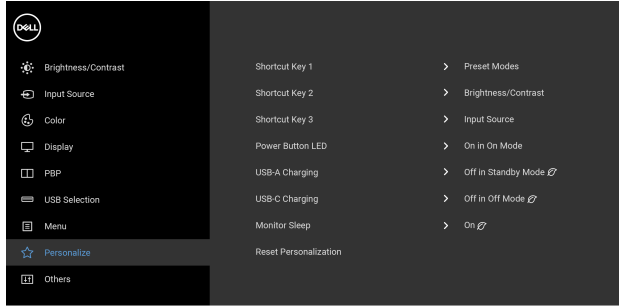 DELL
Brightness/Contrast
Input Source
Color
Display
PBP
USB Selection
Menu
Personalize
Others
Shortcut Key 1 Preset Modes
Shortcut Key 2 Brightness/Contrast
Shortcut Key 3 Input Source
Power Button LED On in On Mode
USB-A Charging Off in Standby Mode
USB-C Charging Off in Off Mode
Monitor Sleep On
Reset Personalization